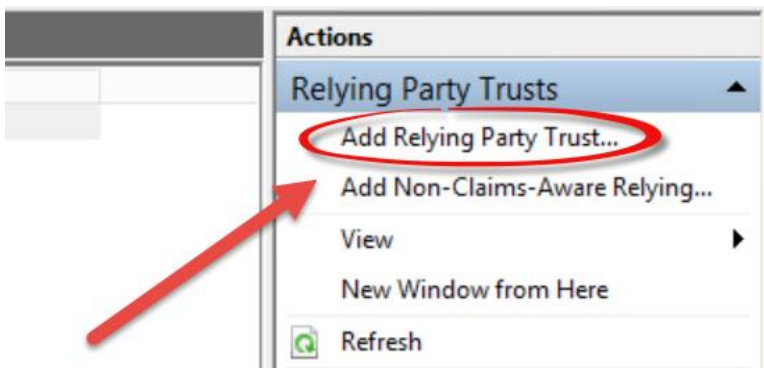 Actions
Relying Party Trusts
Add Relying Party Trust...
Add Non-Claims-Aware Relying...
View
New Window from Here
Refresh